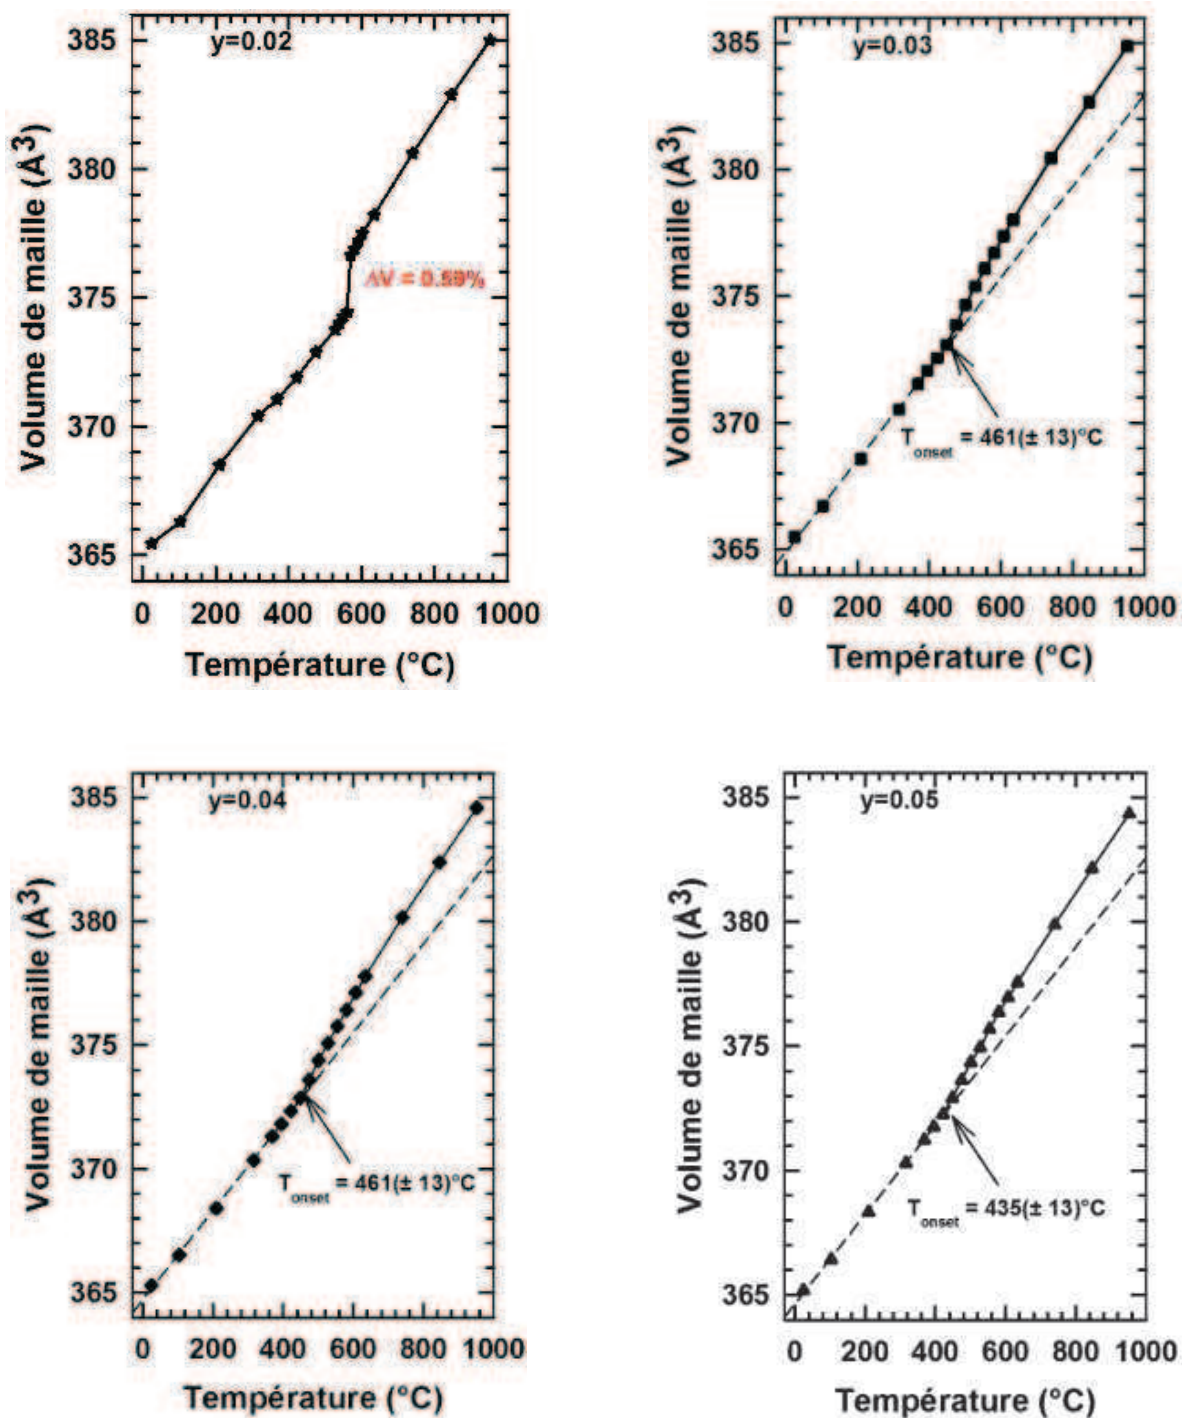 y=0.02
385
380
375
370
365
Volume de maille (Å³)
ΔV = 0.59%
0 200 400 600 800 1000
Température (°C)
y=0.03
385
380
375
370
365
Volume de maille (Å³)
T onset = 461(± 13)°C
0 200 400 600 800 1000
Température (°C)
y=0.04
385
380
375
370
365
Volume de maille (Å³)
T onset = 461(± 13)°C
0 200 400 600 800 1000
Température (°C)
y=0.05
385
380
375
370
365
Volume de maille (Å³)
T onset = 435(± 13)°C
0 200 400 600 800 1000
Température (°C)